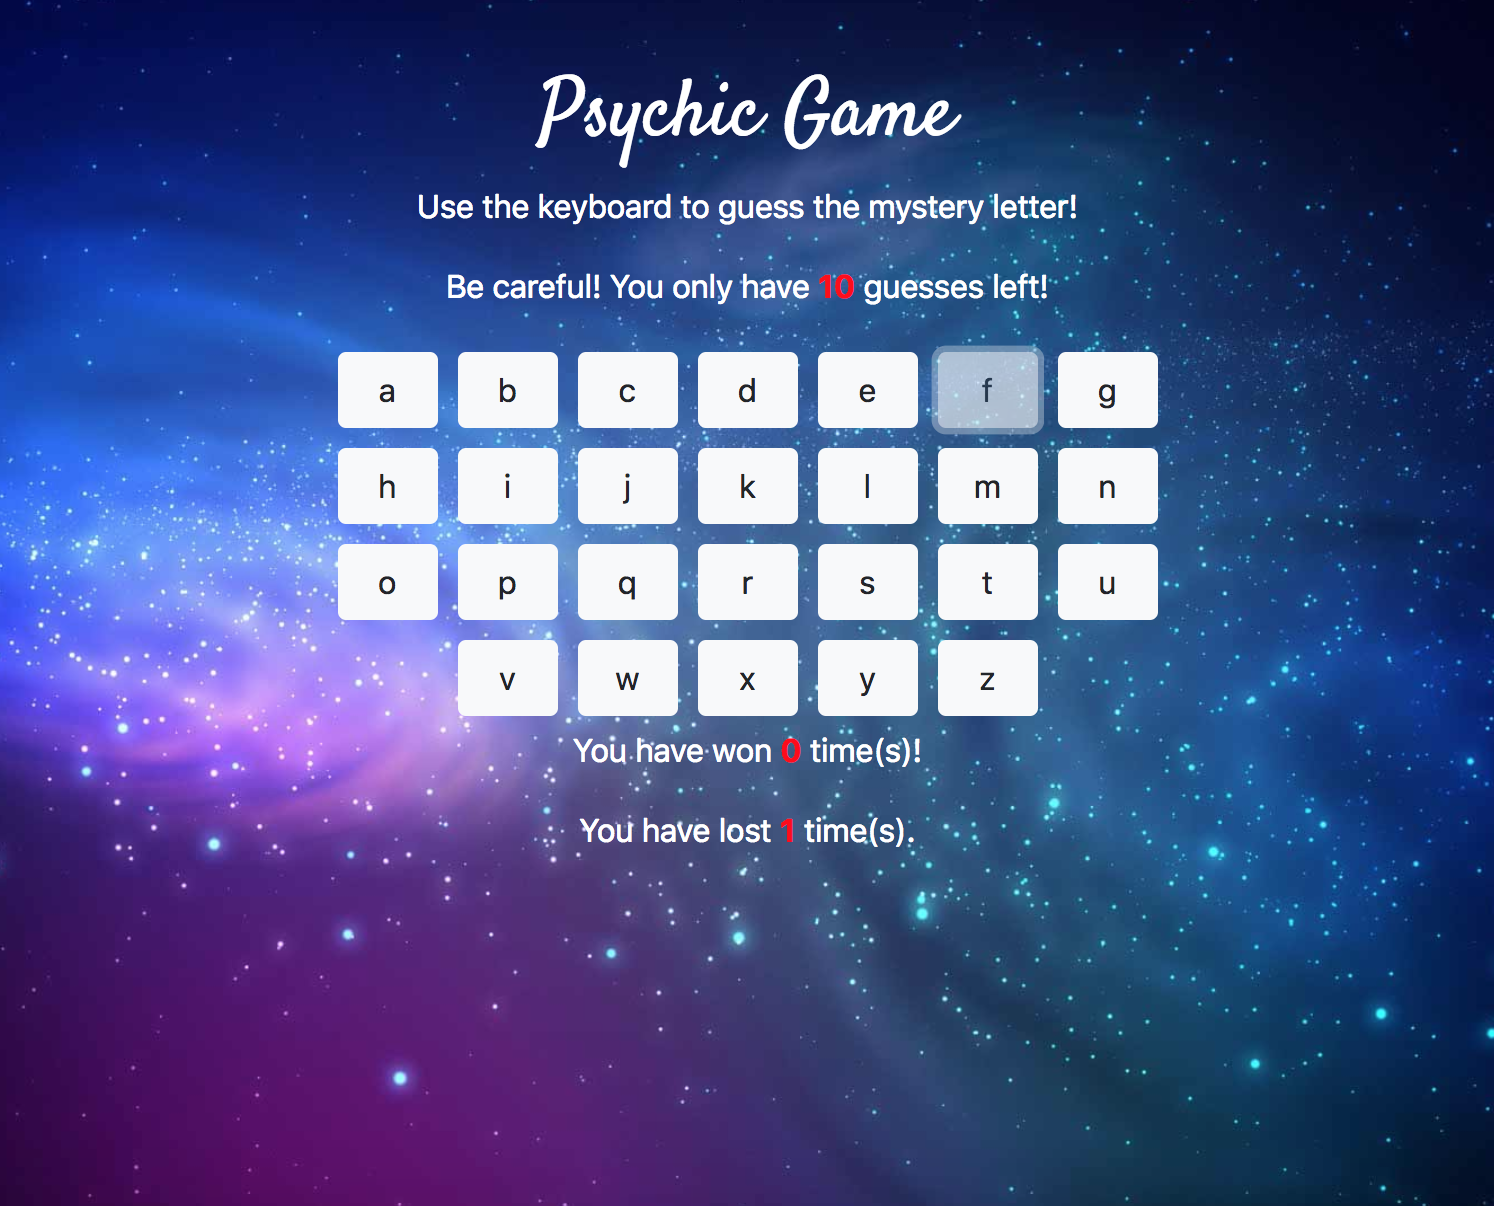 Psychic Game
Use the keyboard to guess the mystery letter!
Be careful! You only have 10 guesses left!
a b c d e f g
h i j k l m n
o p q r s t u
v w x y z
You have won 0 time(s)!
You have lost 1 time(s).